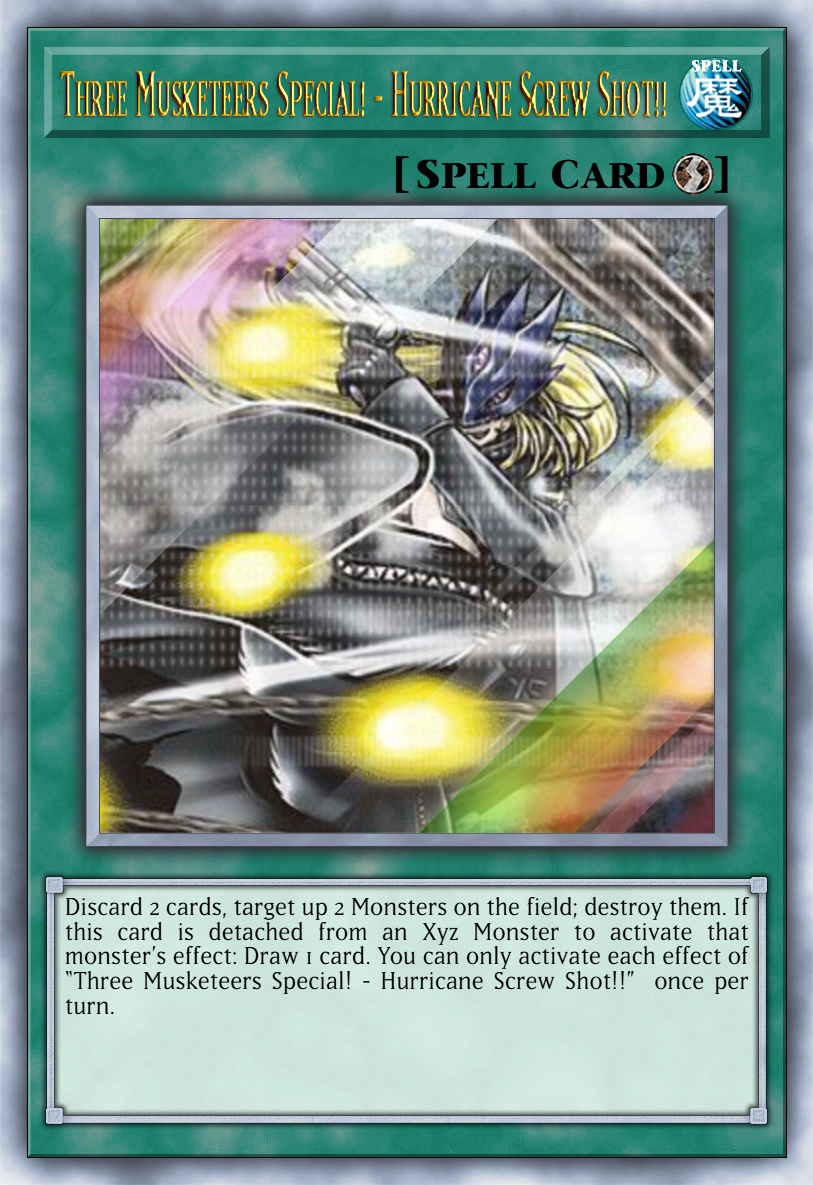 Three Musketeers Special! - Hurricane Screw Shot!!
SPELL
魔
[Spell Card]
Discard 2 cards, target up 2 Monsters on the field; destroy them. If
this card is detached from an Xyz Monster to activate that
monster's effect: Draw 1 card. You can only activate each effect of
"Three Musketeers Special! - Hurricane Screw Shot!!" once per
turn.